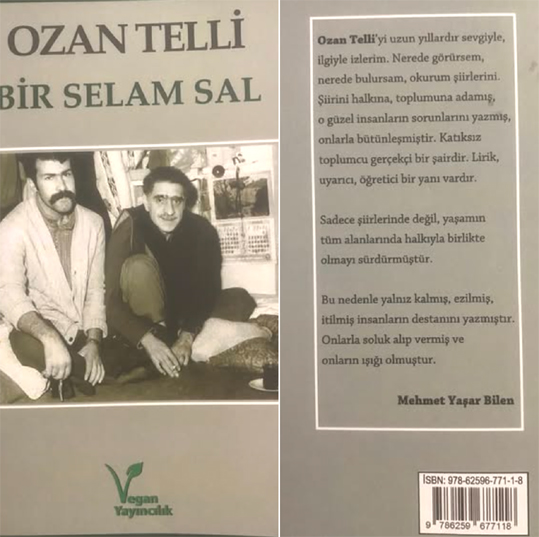 OZAN TELLİ
BİR SELAM SAL
Vegan
Yayıncılık
Ozan Telli'yi uzun yıllardır sevgiyle,
ilgiyle izlerim. Nerede görürsem,
nerede bulursam, okurum şiirlerini.
Şiirini halkına, toplumuna adamış,
o güzel insanların sorunlarını yazmış,
onlarla bütünleşmiştir. Katıksız
toplumcu gerçekçi bir şairdir. Lirik,
uyarıcı, öğretici bir yanı vardır.
Sadece şiirlerinde değil, yaşamın
tüm alanlarında halkıyla birlikte
olmayı sürdürmüştür.
Bu nedenle yalnız kalmış, ezilmiş,
itilmiş insanların destanını yazmıştır.
Onlarla soluk alıp vermiş ve
onların ışığı olmuştur.
Mehmet Yaşar Bilen
ISBN: 978-62596-771-1-8
9 786259 677118